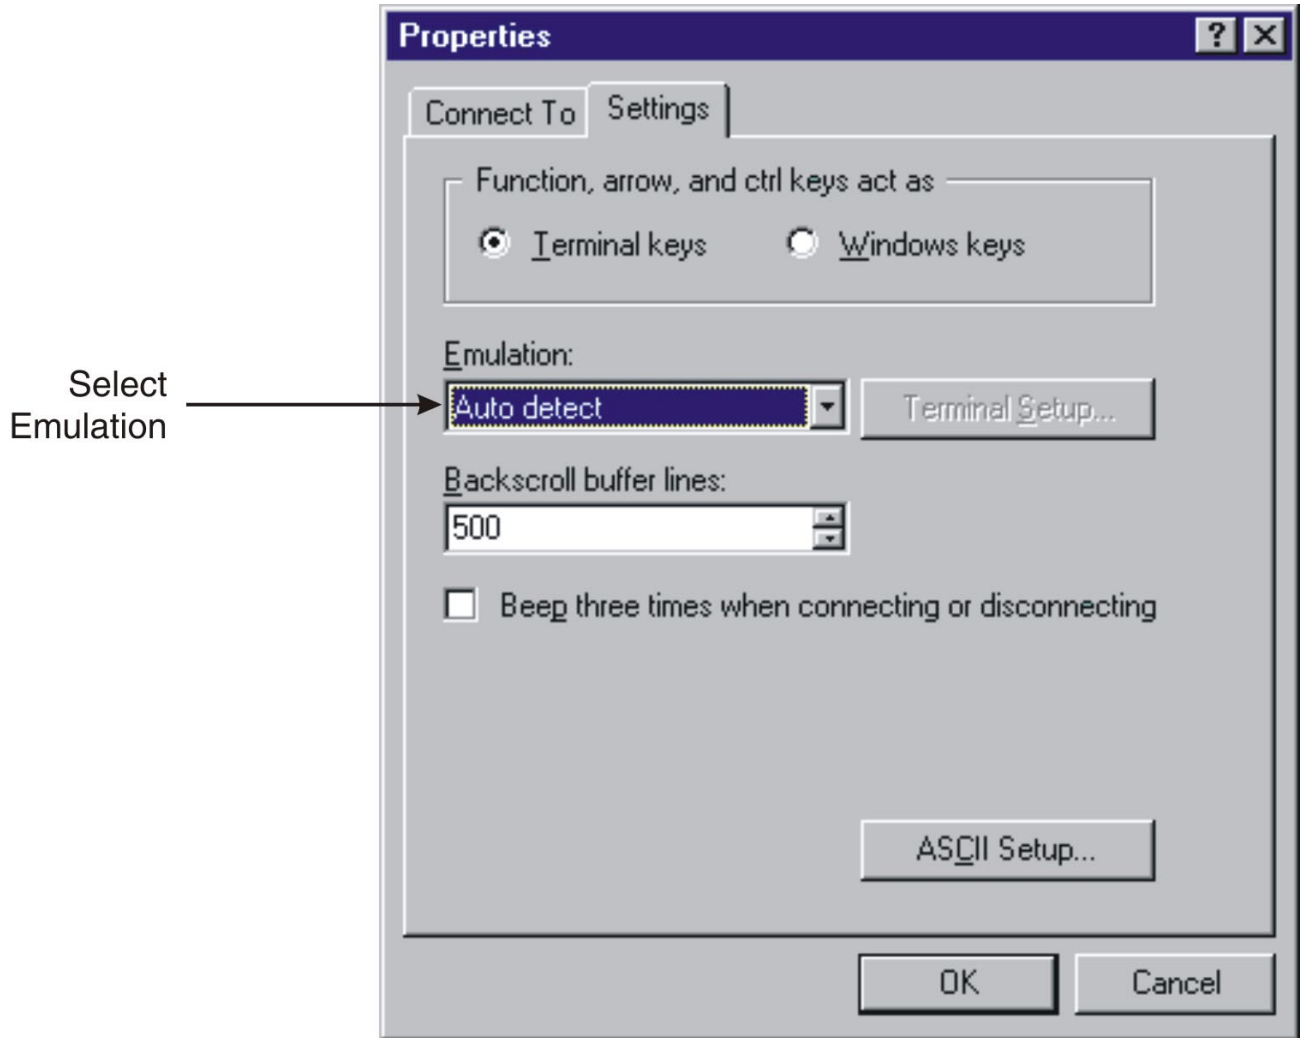 Properties
Connect To
Settings
Function, arrow, and ctrl keys act as
Terminal keys
Windows keys
Emulation:
Select
Emulation
Auto detect
Terminal Setup...
Backscroll buffer lines:
500
Beep three times when connecting or disconnecting
ASCII Setup...
OK
Cancel